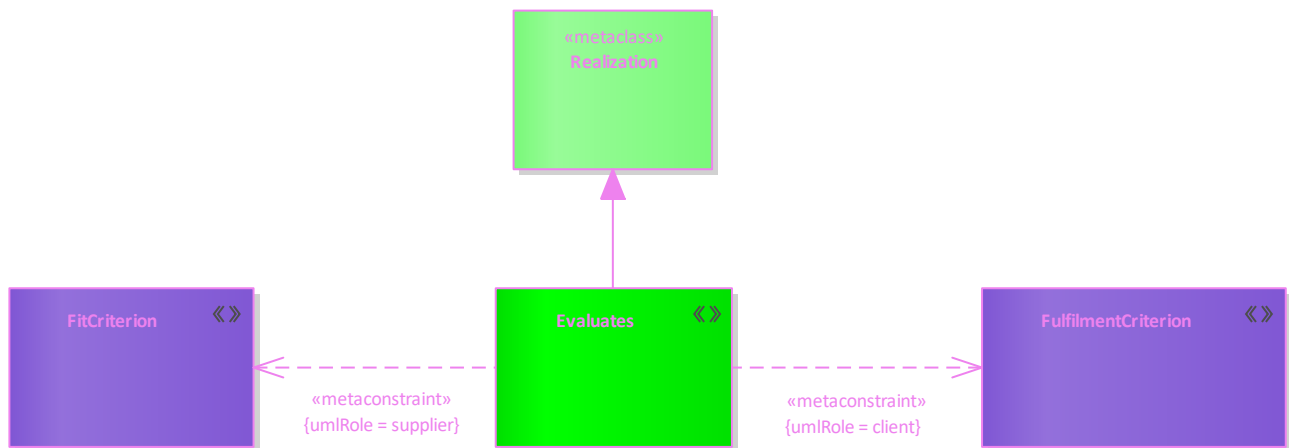 «metaclass»
Realization
FitCriterion
Evaluates
FulfilmentCriterion
«metaconstraint»
{umlRole = supplier}
«metaconstraint»
{umlRole = client}